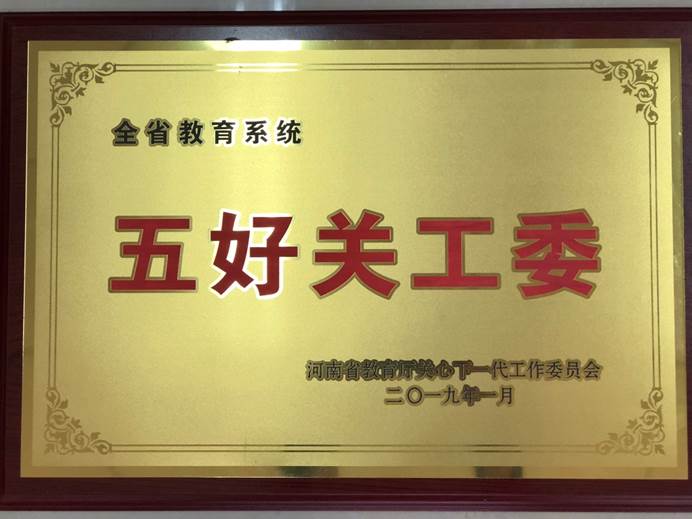 全省教育系统
五好关工委
河南省教育厅关心下一代工作委员会
二〇一九年一月